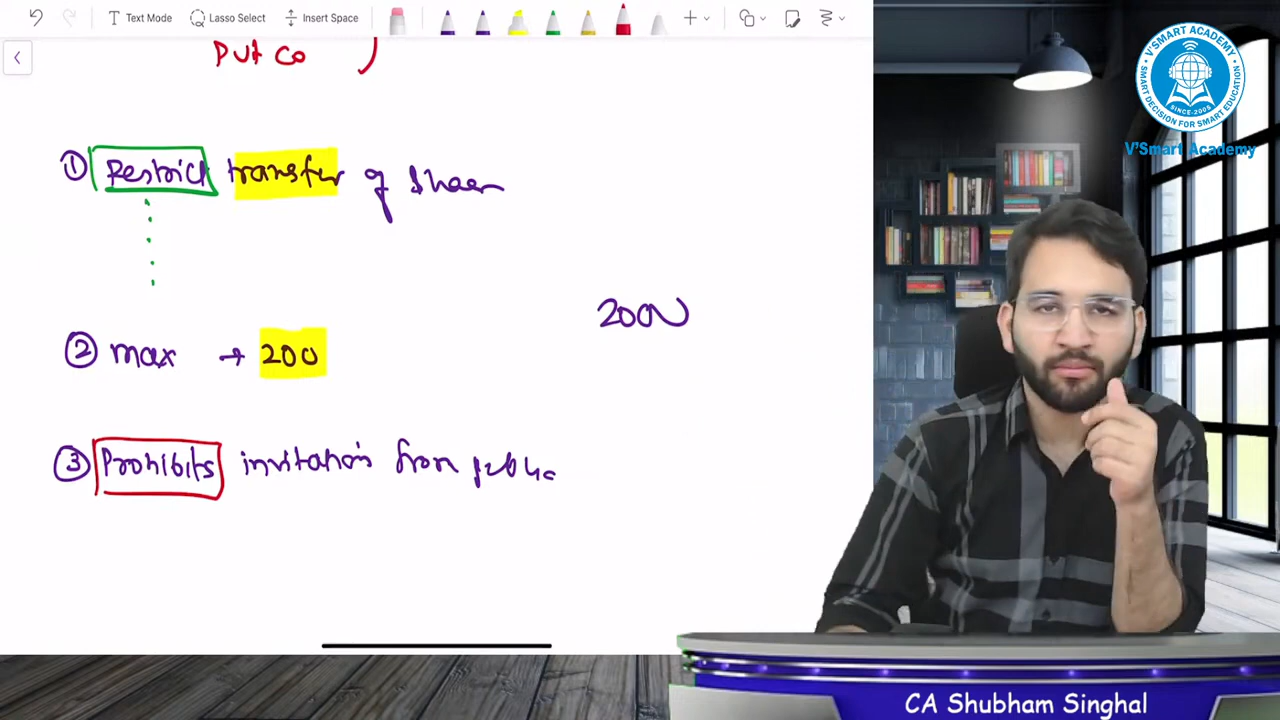 Text Mode Lasso Select Insert Space
Pvt Co
① Restrict transfer of Shares
200
② max → 200
③ Prohibits invitation from public
V'SMART ACADEMY
SMART DECISION FOR SMART EDUCATION
SINCE-2008
V'Smart Academy
CA Shubham Singhal